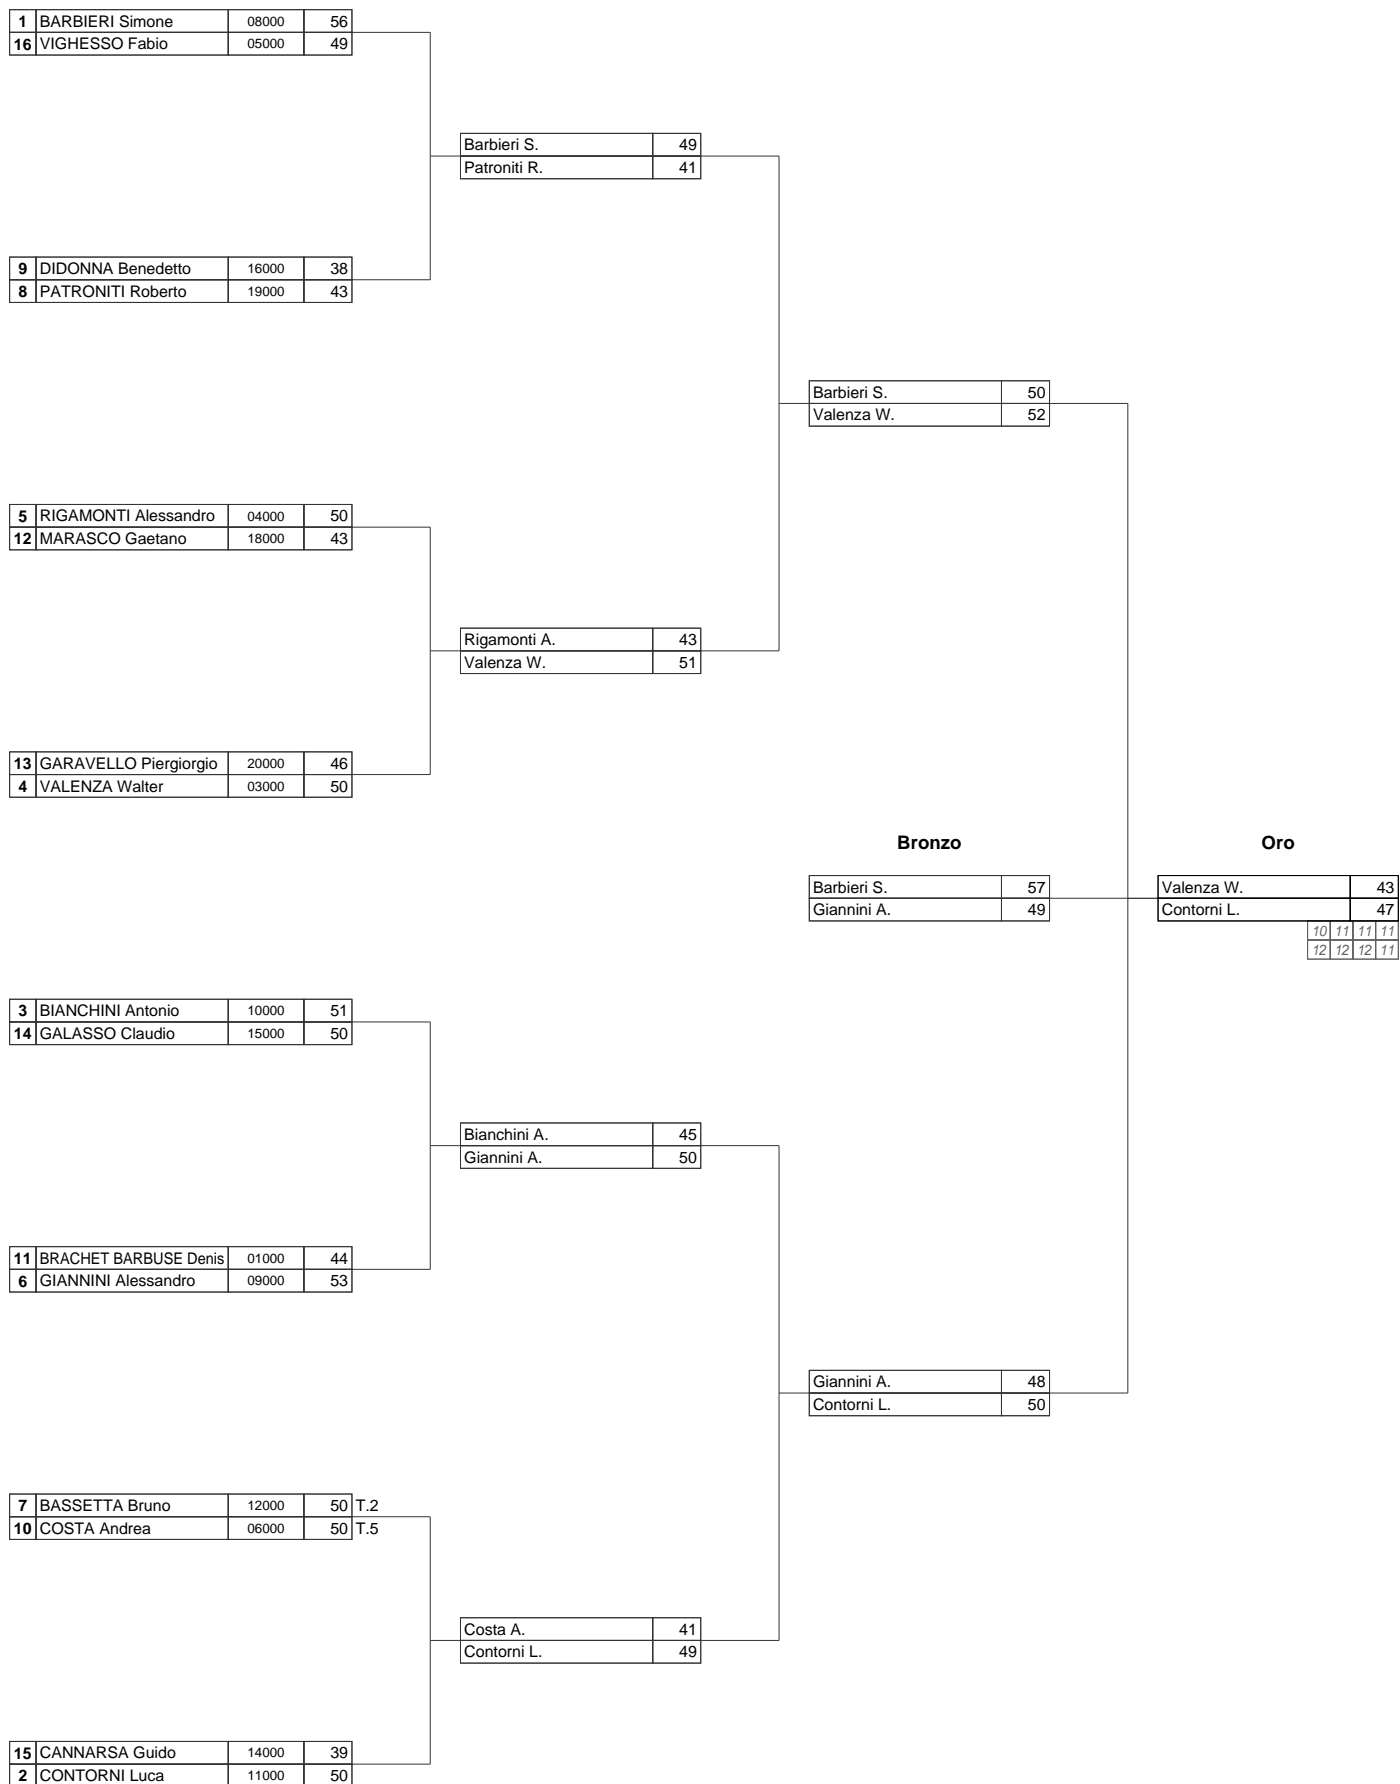 1 BARBIERI Simone 08000 56
16 VIGHESSO Fabio 05000 49
Barbieri S. 49
Patroniti R. 41
9 DIDONNA Benedetto 16000 38
8 PATRONITI Roberto 19000 43
Barbieri S. 50
Valenza W. 52
5 RIGAMONTI Alessandro 04000 50
12 MARASCO Gaetano 18000 43
Rigamonti A. 43
Valenza W. 51
13 GARAVELLO Piergiorgio 20000 46
4 VALENZA Walter 03000 50
Bronzo Oro
Barbieri S. 57 Valenza W. 43
Giannini A. 49 Contorni L. 47
10 11 11 11
12 12 12 11
3 BIANCHINI Antonio 10000 51
14 GALASSO Claudio 15000 50
Bianchini A. 45
Giannini A. 50
11 BRACHET BARBUSE Denis 01000 44
6 GIANNINI Alessandro 09000 53
Giannini A. 48
Contorni L. 50
7 BASSETTA Bruno 12000 50 T.2
10 COSTA Andrea 06000 50 T.5
Costa A. 41
Contorni L. 49
15 CANNARSA Guido 14000 39
2 CONTORNI Luca 11000 50